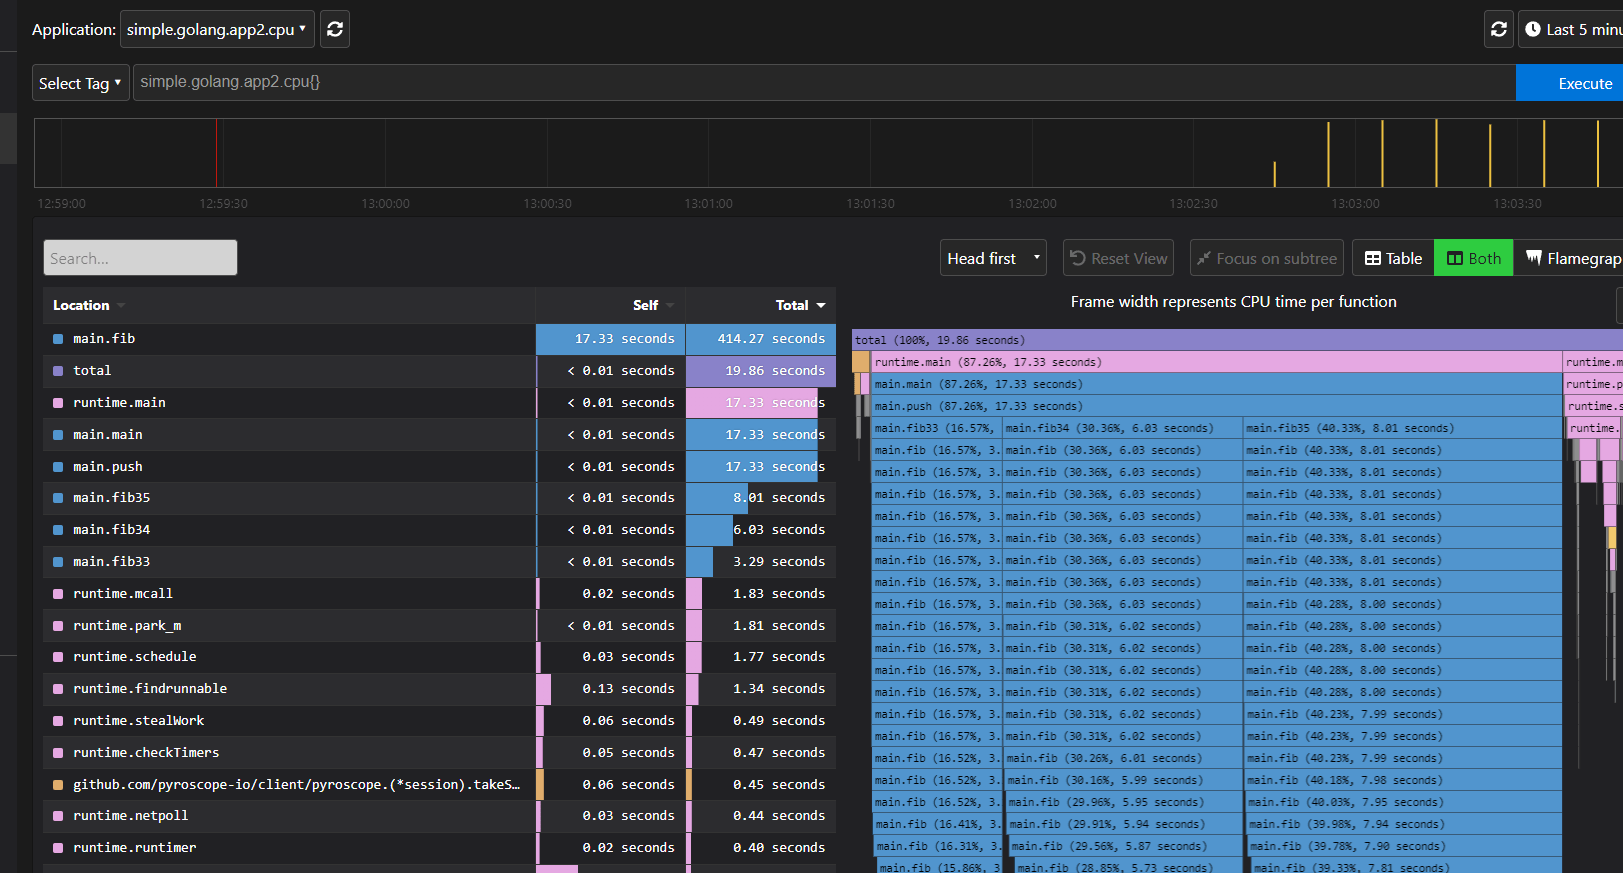 Application: simple.golang.app2.cpu Last 5 minu
Select Tag simple.golang.app2.cpu{} Execute
12:59:00 12:59:30 13:00:00 13:00:30 13:01:00 13:01:30 13:02:00 13:02:30 13:03:00 13:03:30
Search... Head first Reset View Focus on subtree Table Both Flamegrap
Frame width represents CPU time per function
Location Self Total
main.fib 17.33 seconds 414.27 seconds
total < 0.01 seconds 19.86 seconds
runtime.main < 0.01 seconds 17.33 seconds
main.main < 0.01 seconds 17.33 seconds
main.push < 0.01 seconds 17.33 seconds
main.fib35 < 0.01 seconds 8.01 seconds
main.fib34 < 0.01 seconds 6.03 seconds
main.fib33 < 0.01 seconds 3.29 seconds
runtime.mcall 0.02 seconds 1.83 seconds
runtime.park_m < 0.01 seconds 1.81 seconds
runtime.schedule 0.03 seconds 1.77 seconds
runtime.findrunnable 0.13 seconds 1.34 seconds
runtime.stealWork 0.06 seconds 0.49 seconds
runtime.checkTimers 0.05 seconds 0.47 seconds
github.com/pyroscope-io/client/pyroscope.(*session).takeS… 0.06 seconds 0.45 seconds
runtime.netpoll 0.03 seconds 0.44 seconds
runtime.runtimer 0.02 seconds 0.40 seconds
total (100%, 19.86 seconds)
runtime.main (87.26%, 17.33 seconds) runtime.m
main.main (87.26%, 17.33 seconds) runtime.p
main.push (87.26%, 17.33 seconds) runtime.s
main.fib33 (16.57%, main.fib34 (30.36%, 6.03 seconds) main.fib35 (40.33%, 8.01 seconds) runtime.
main.fib (16.57%, 3. main.fib (30.36%, 6.03 seconds) main.fib (40.33%, 8.01 seconds)
main.fib (16.57%, 3. main.fib (30.36%, 6.03 seconds) main.fib (40.33%, 8.01 seconds)
main.fib (16.57%, 3. main.fib (30.36%, 6.03 seconds) main.fib (40.33%, 8.01 seconds)
main.fib (16.57%, 3. main.fib (30.36%, 6.03 seconds) main.fib (40.33%, 8.01 seconds)
main.fib (16.57%, 3. main.fib (30.36%, 6.03 seconds) main.fib (40.33%, 8.01 seconds)
main.fib (16.57%, 3. main.fib (30.36%, 6.03 seconds) main.fib (40.33%, 8.01 seconds)
main.fib (16.57%, 3. main.fib (30.36%, 6.03 seconds) main.fib (40.33%, 8.01 seconds)
main.fib (16.57%, 3. main.fib (30.36%, 6.03 seconds) main.fib (40.28%, 8.00 seconds)
main.fib (16.57%, 3. main.fib (30.31%, 6.02 seconds) main.fib (40.28%, 8.00 seconds)
main.fib (16.57%, 3. main.fib (30.31%, 6.02 seconds) main.fib (40.28%, 8.00 seconds)
main.fib (16.57%, 3. main.fib (30.31%, 6.02 seconds) main.fib (40.28%, 8.00 seconds)
main.fib (16.57%, 3. main.fib (30.31%, 6.02 seconds) main.fib (40.28%, 8.00 seconds)
main.fib (16.57%, 3. main.fib (30.31%, 6.02 seconds) main.fib (40.23%, 7.99 seconds)
main.fib (16.57%, 3. main.fib (30.31%, 6.02 seconds) main.fib (40.23%, 7.99 seconds)
main.fib (16.52%, 3. main.fib (30.26%, 6.01 seconds) main.fib (40.23%, 7.99 seconds)
main.fib (16.52%, 3. main.fib (30.16%, 5.99 seconds) main.fib (40.18%, 7.98 seconds)
main.fib (16.52%, 3. main.fib (29.96%, 5.95 seconds) main.fib (40.03%, 7.95 seconds)
main.fib (16.41%, 3. main.fib (29.91%, 5.94 seconds) main.fib (39.98%, 7.94 seconds)
main.fib (16.31%, 3. main.fib (29.56%, 5.87 seconds) main.fib (39.78%, 7.90 seconds)
main.fib (15.86%, 3 main.fib (28.85%, 5.73 seconds) main.fib (39.33%, 7.81 seconds)